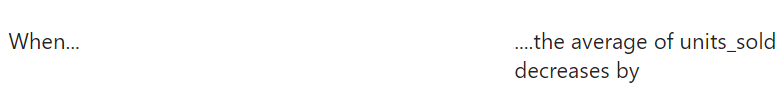 When...
....the average of units_sold
decreases by